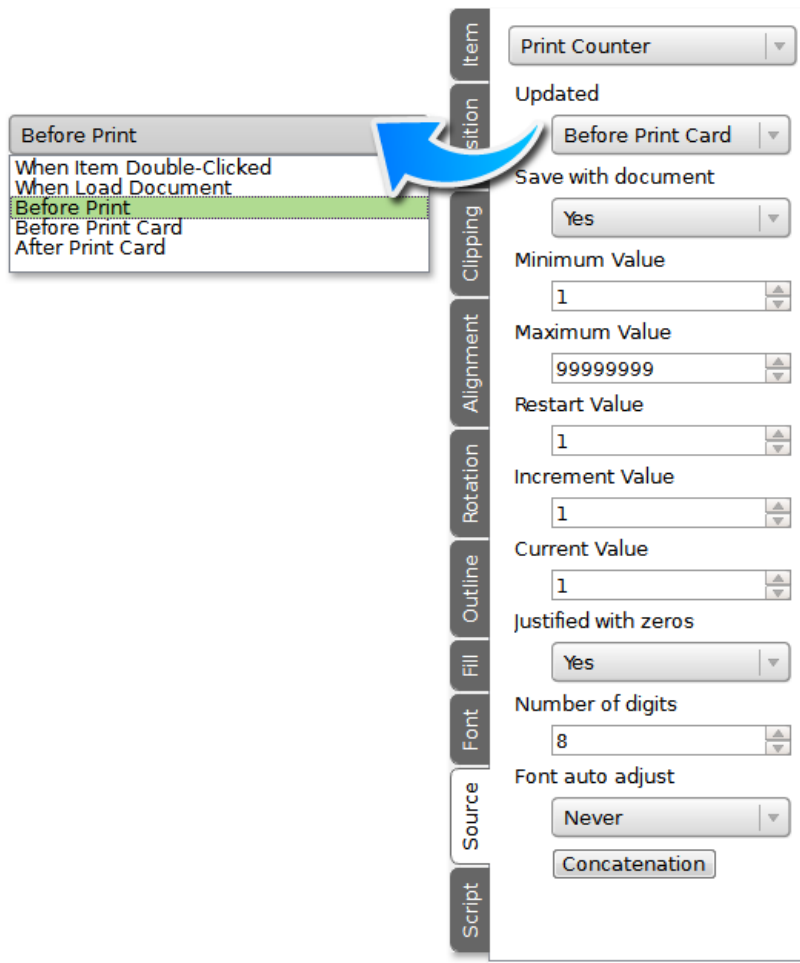 Before Print
When Item Double-Clicked
When Load Document
Before Print
Before Print Card
After Print Card
Item
sition
Clipping
Alignment
Rotation
Outline
Fill
Font
Source
Script
Print Counter
Updated
Before Print Card
Save with document
Yes
Minimum Value
1
Maximum Value
99999999
Restart Value
1
Increment Value
1
Current Value
1
Justified with zeros
Yes
Number of digits
8
Font auto adjust
Never
Concatenation